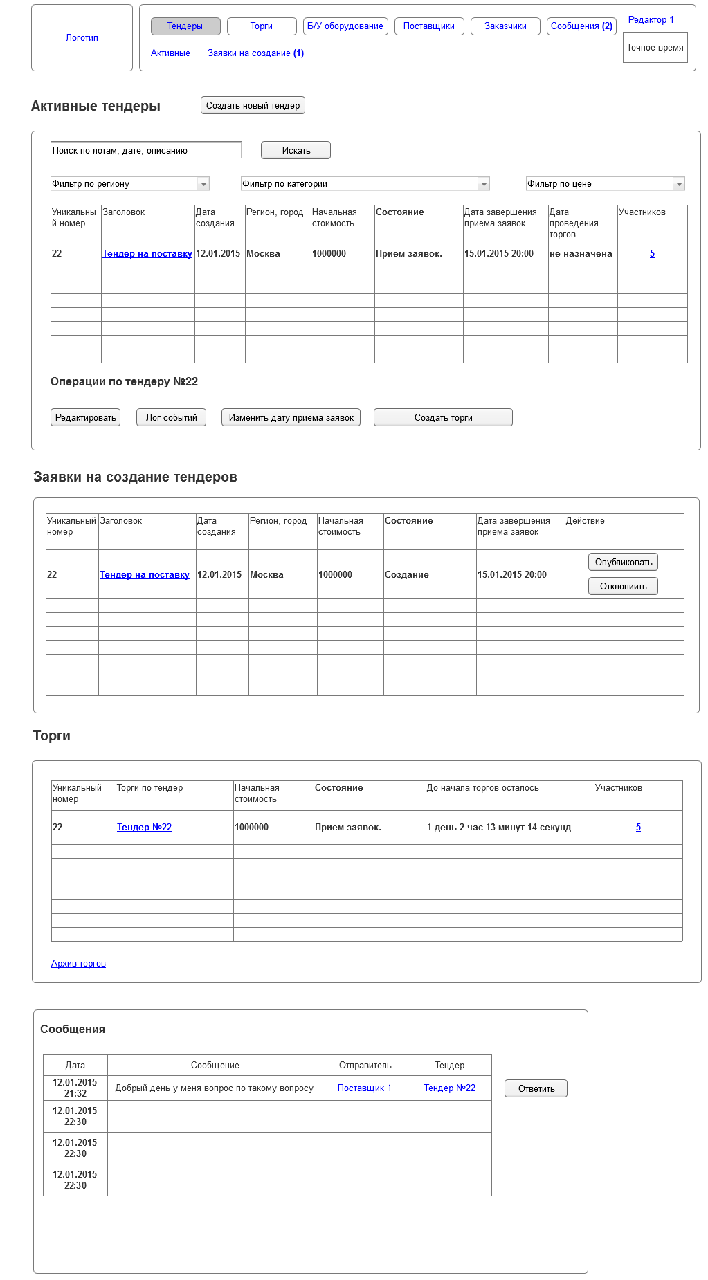 Логотип
Тендеры
Торги
Б/У оборудование
Поставщики
Заказчики
Сообщения (2)
Редактор 1
Точное время
Активные
Заявки на создание (1)
Активные тендеры
Создать новый тендер
Поиск по лотам, дате, описанию
Искать
Фильтр по региону
Фильтр по категории
Фильтр по цене
Уникальны
й номер
Заголовок
Дата
создания
Регион, город
Начальная
стоимость
Состояние
Дата завершения
приема заявок
Дата
проведения
торгов
Участников
22
Тендер на поставку
12.01.2015
Москва
1000000
Прием заявок.
15.01.2015 20:00
не назначена
5
Операции по тендеру №22
Редактировать
Лог событий
Изменить дату приема заявок
Создать торги
Заявки на создание тендеров
Уникальный
номер
Заголовок
Дата
создания
Регион, город
Начальная
стоимость
Состояние
Дата завершения
приема заявок
Действие
22
Тендер на поставку
12.01.2015
Москва
1000000
Создание
15.01.2015 20:00
Опубликовать
Отклониить
Торги
Уникальный
номер
Торги по тендер
Начальная
стоимость
Состояние
До начала торгов осталось
Участников
22
Тендер №22
1000000
Прием заявок.
1 день 2 час 13 минут 14 секунд
5
Архив торгов
Сообщения
Дата
Сообщение
Отправитель
Тендер
12.01.2015
21:32
Добрый день у меня вопрос по такому вопросу
Поставщик 1
Тендер №22
Ответить
12.01.2015
22:30
12.01.2015
22:30
12.01.2015
22:30